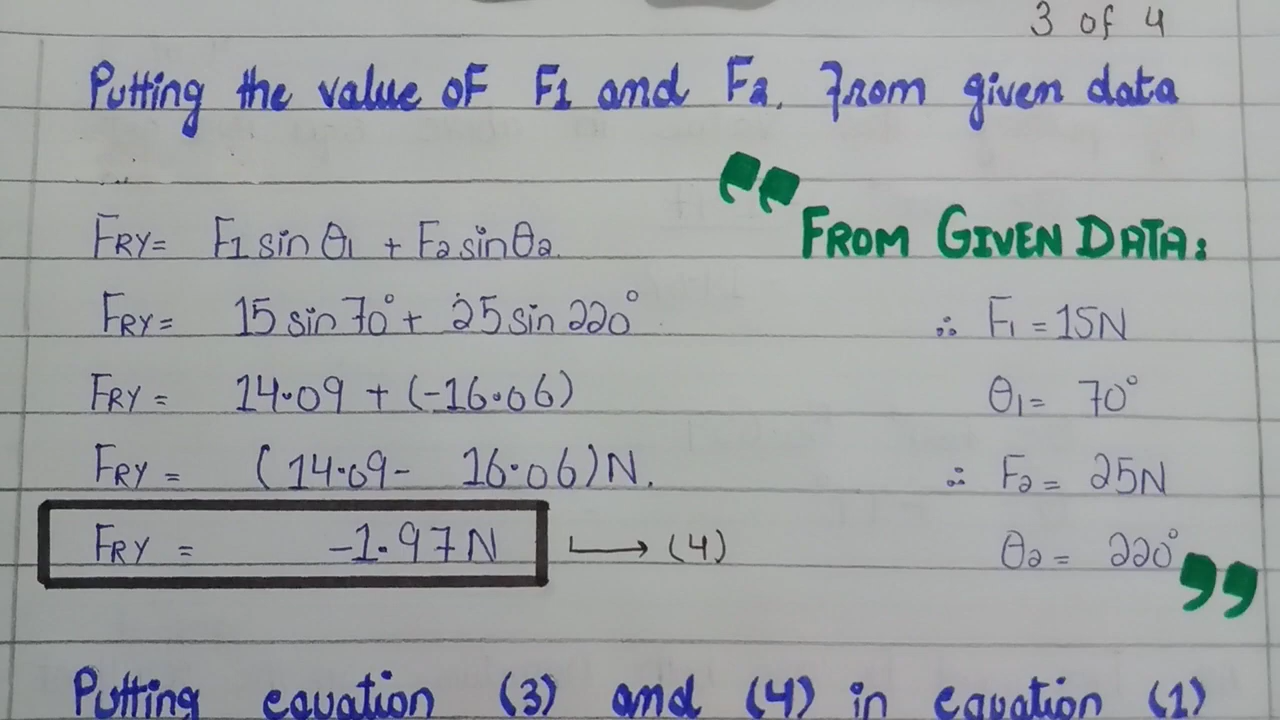 3 of 4
Putting the value of F1 and F2. From given data
FRY = F1 sin θ1 + F2 sin θ2.
“ FROM GIVEN DATA:
FRY = 15 sin 70° + 25 sin 220°
∴ F1 = 15N
FRY = 14.09 + (-16.06)
θ1 = 70°
FRY = (14.09 - 16.06)N.
∴ F2 = 25N
FRY = -1.97N → (4)
θ2 = 220° ”
Putting equation (3) and (4) in equation (1)